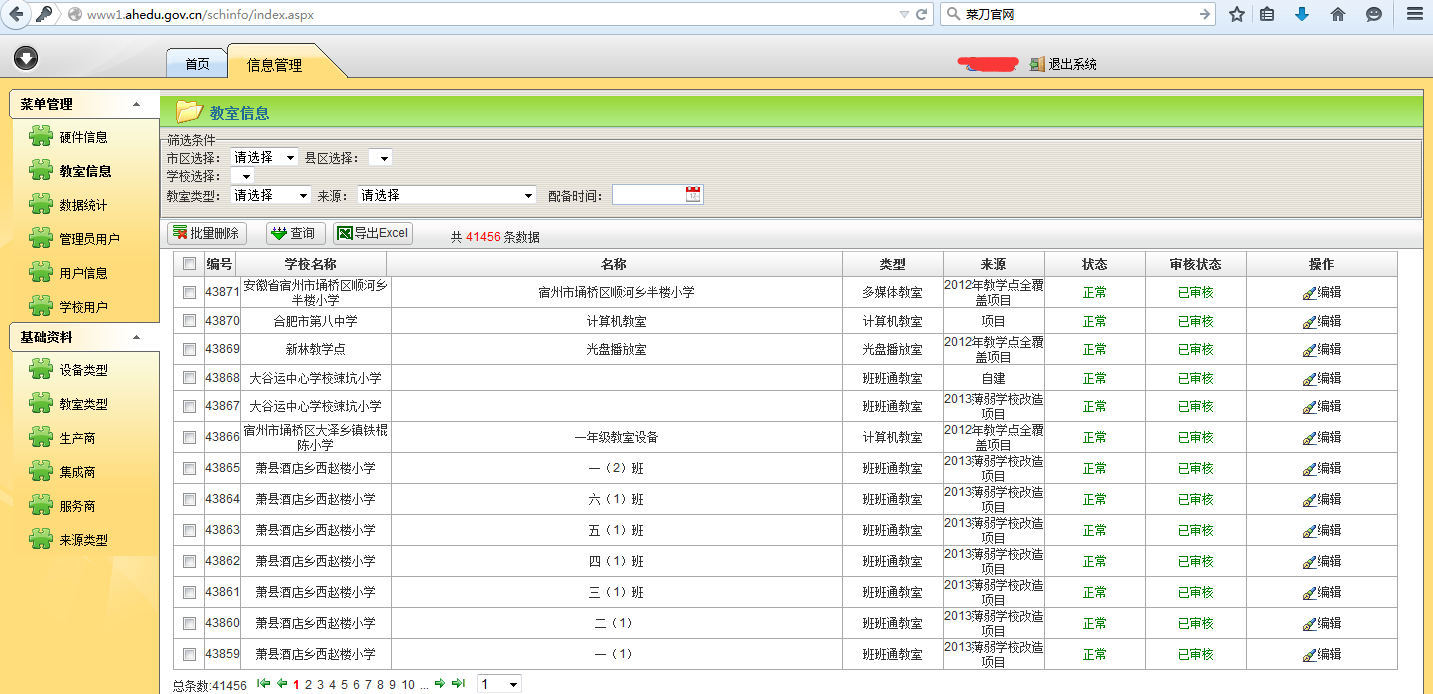 www1.ahedu.gov.cn/schinfo/index.aspx
菜刀官网
首页
信息管理
退出系统
菜单管理
硬件信息
教室信息
数据统计
管理员用户
用户信息
学校用户
基础资料
设备类型
教室类型
生产商
集成商
服务商
来源类型
教室信息
筛选条件
市区选择： 请选择 县区选择：
学校选择：
教室类型： 请选择 来源： 请选择 配备时间：
批量删除 查询 导出Excel 共 41456 条数据
编号 学校名称 名称 类型 来源 状态 审核状态 操作
43871 安徽省宿州市埇桥区顺河乡半楼小学 宿州市埇桥区顺河乡半楼小学 多媒体教室 2012年教学点全覆盖项目 正常 已审核 编辑
43870 合肥市第八中学 计算机教室 计算机教室 项目 正常 已审核 编辑
43869 新林教学点 光盘播放室 光盘播放室 2012年教学点全覆盖项目 正常 已审核 编辑
43868 大谷运中心学校竦坑小学 班班通教室 自建 正常 已审核 编辑
43867 大谷运中心学校竦坑小学 班班通教室 2013薄弱学校改造项目 正常 已审核 编辑
43866 宿州市埇桥区大泽乡镇铁棍陈小学 一年级教室设备 计算机教室 2012年教学点全覆盖项目 正常 已审核 编辑
43865 萧县酒店乡西赵楼小学 一（2）班 班班通教室 2013薄弱学校改造项目 正常 已审核 编辑
43864 萧县酒店乡西赵楼小学 六（1）班 班班通教室 2013薄弱学校改造项目 正常 已审核 编辑
43863 萧县酒店乡西赵楼小学 五（1）班 班班通教室 2013薄弱学校改造项目 正常 已审核 编辑
43862 萧县酒店乡西赵楼小学 四（1）班 班班通教室 2013薄弱学校改造项目 正常 已审核 编辑
43861 萧县酒店乡西赵楼小学 三（1）班 班班通教室 2013薄弱学校改造项目 正常 已审核 编辑
43860 萧县酒店乡西赵楼小学 二（1） 班班通教室 2013薄弱学校改造项目 正常 已审核 编辑
43859 萧县酒店乡西赵楼小学 一（1） 班班通教室 2013薄弱学校改造项目 正常 已审核 编辑
总条数:41456 1 2 3 4 5 6 7 8 9 10 ... 1